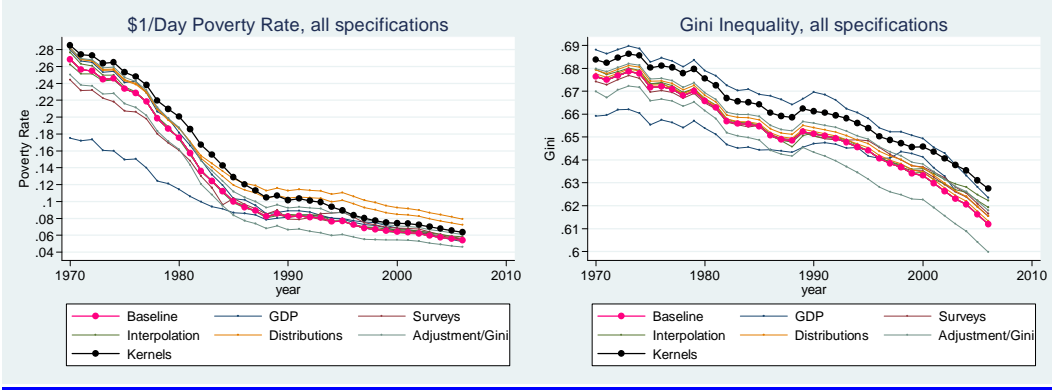 $1/Day Poverty Rate, all specifications
.28
.26
.24
.22
.2
.18
.16
.14
.12
.1
.08
.06
.04
Poverty Rate
1970 1980 1990 2000 2010
year
Baseline GDP Surveys
Interpolation Distributions Adjustment/Gini
Kernels
Gini Inequality, all specifications
.69
.68
.67
.66
.65
.64
.63
.62
.61
.6
Gini
1970 1980 1990 2000 2010
year
Baseline GDP Surveys
Interpolation Distributions Adjustment/Gini
Kernels